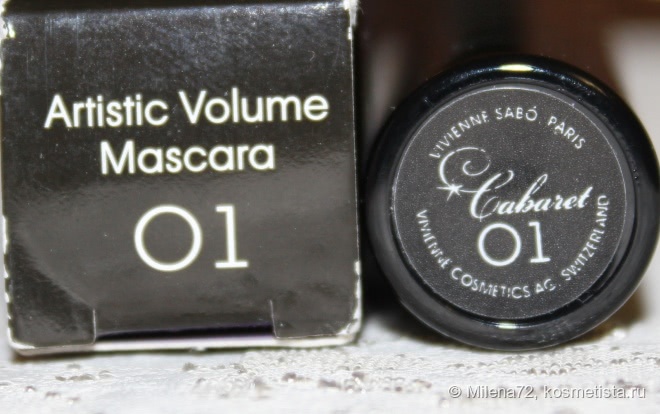 Artistic Volume
Mascara
01
VIVIENNE SABÓ, PARIS
Cabaret
01
VIVIENNE COSMETICS AG, SWITZERLAND
© Milena72, kosmetista.ru